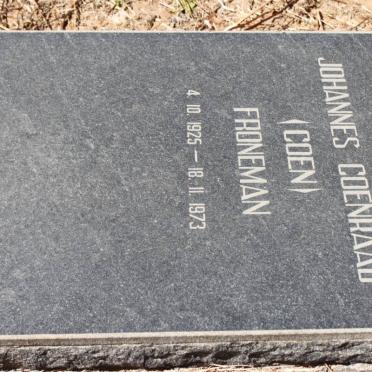 JOHANNES COENRAAD
(COEN)
FRONEMAN
4. 10. 1925 — 18. 11. 1973